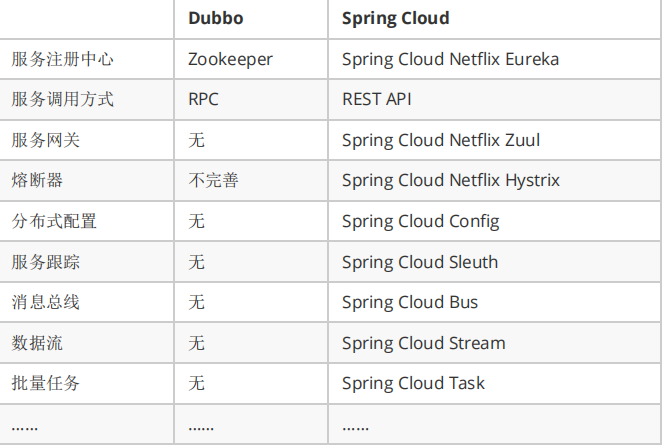 Dubbo Spring Cloud
服务注册中心 Zookeeper Spring Cloud Netflix Eureka
服务调用方式 RPC REST API
服务网关 无 Spring Cloud Netflix Zuul
熔断器 不完善 Spring Cloud Netflix Hystrix
分布式配置 无 Spring Cloud Config
服务跟踪 无 Spring Cloud Sleuth
消息总线 无 Spring Cloud Bus
数据流 无 Spring Cloud Stream
批量任务 无 Spring Cloud Task
…… …… ……